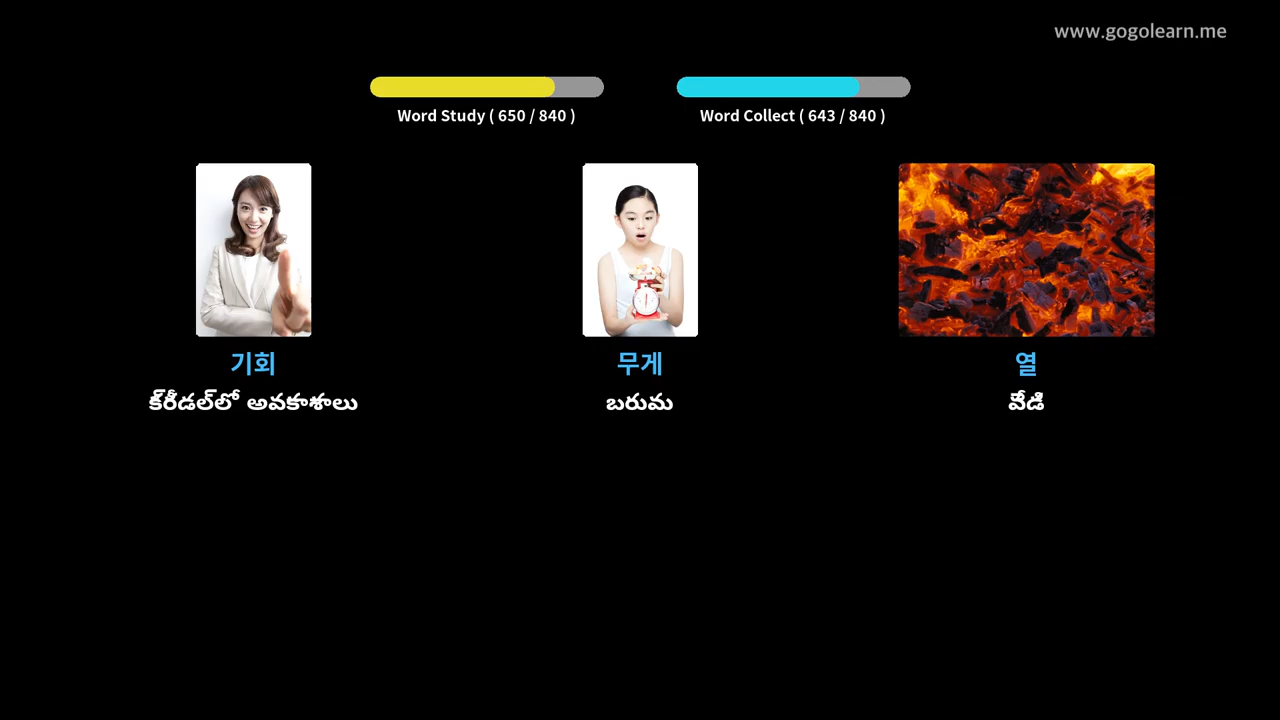 www.gogolearn.me
Word Study ( 650 / 840 )
Word Collect ( 643 / 840 )
기회
무게
열
క్‌రీడల్‌లో అవకాశాలు
బరుమ
వేడి